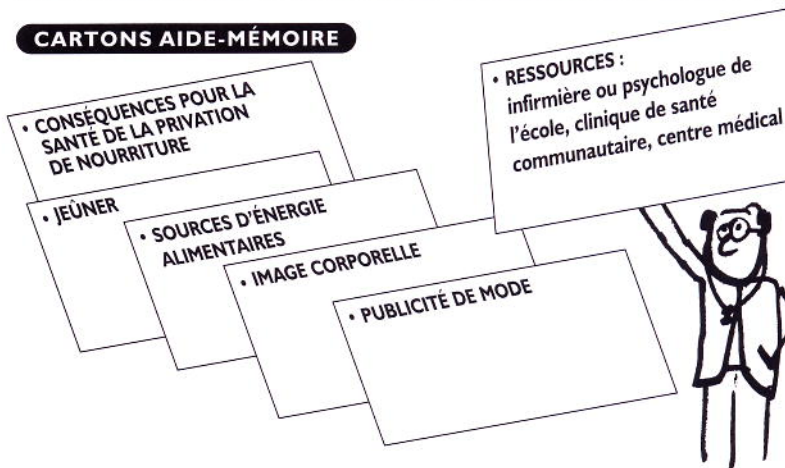 CARTONS AIDE-MÉMOIRE
• CONSÉQUENCES POUR LA
SANTÉ DE LA PRIVATION
DE NOURRITURE
• JEÛNER
• SOURCES D'ÉNERGIE
ALIMENTAIRES
• IMAGE CORPORELLE
• PUBLICITÉ DE MODE
• RESSOURCES :
infirmière ou psychologue de
l'école, clinique de santé
communautaire, centre médical